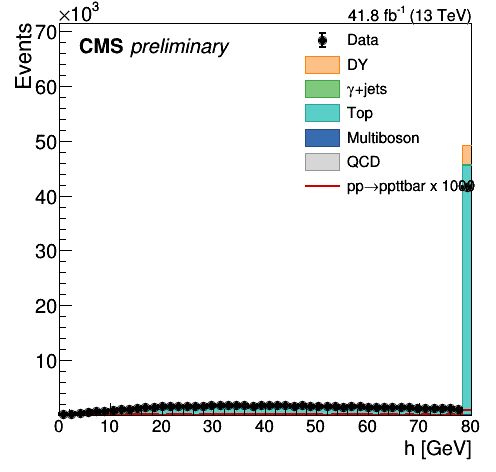 ×10³
41.8 fb⁻¹ (13 TeV)
CMS preliminary
Events
Data
DY
γ+jets
Top
Multiboson
QCD
pp→ppttbar x 1000
70
60
50
40
30
20
10
0 10 20 30 40 50 60 70 80
h [GeV]